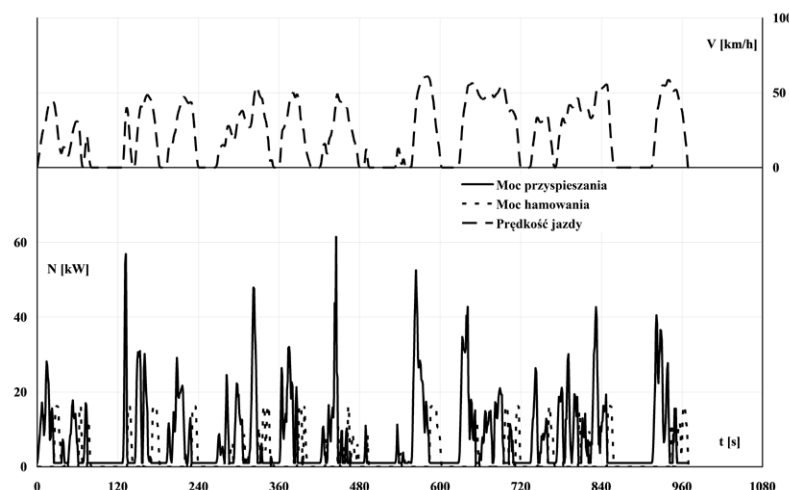 100
V [km/h]
50
0
Moc przyspieszania
Moc hamowania
Prędkość jazdy
60
N [kW]
40
20
t [s]
0
0 120 240 360 480 600 720 840 960 1080